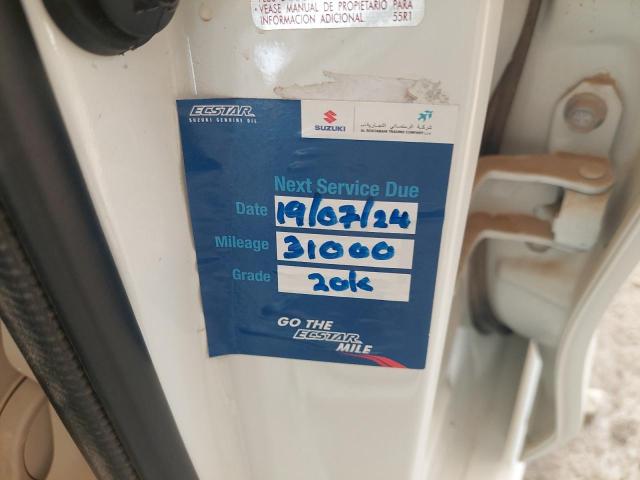 • VEASE MANUAL DE PROPIETARIO PARA
INFORMACION ADICIONAL 55R1
ECSTAR
SUZUKI GENUINE OIL
SUZUKI
Next Service Due
Date 19/07/24
Mileage 31000
Grade 20k
GO THE
ECSTAR
MILE